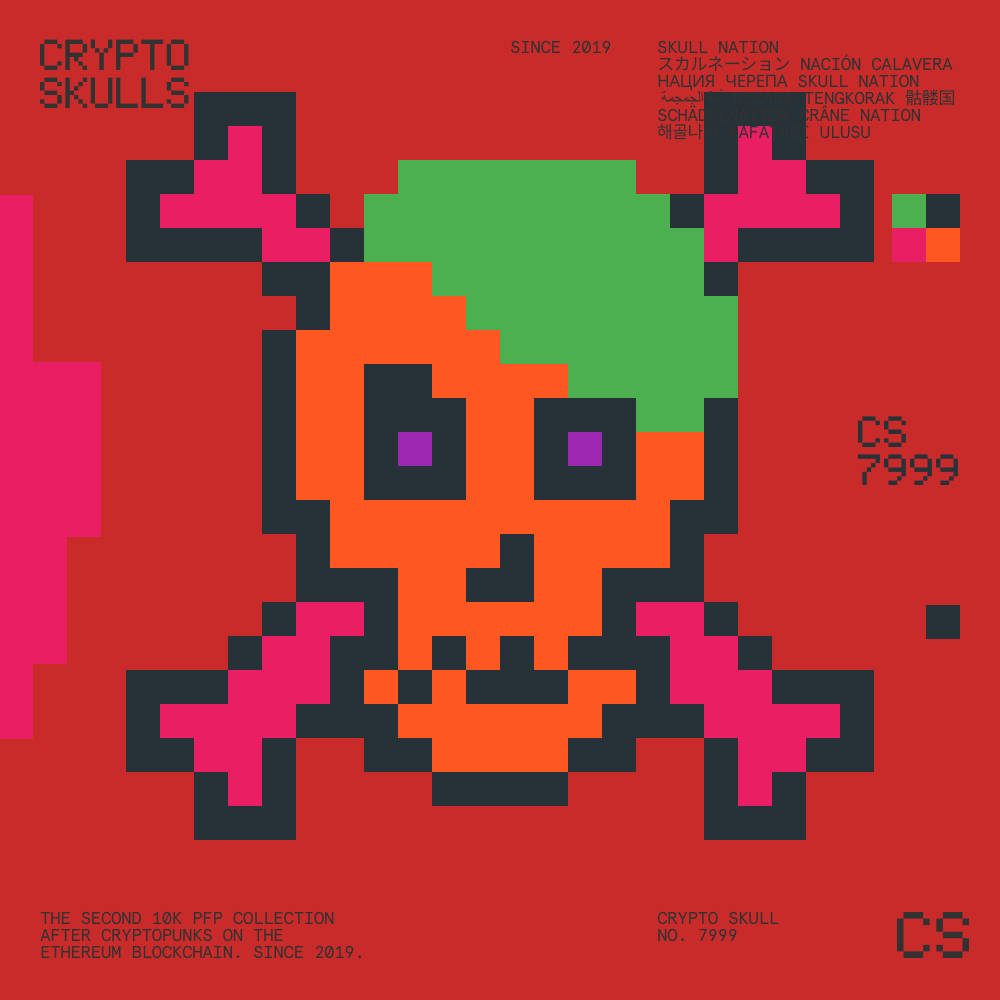 CRYPTO
SKULLS
SINCE 2019
SKULL NATION
スカルネーション NACIÓN CALAVERA
НАЦИЯ ЧЕРЕПА SKULL NATION
TENGKORAK 骷髅国
CRÂNE NATION
해골 ULUSU
CS
7999
THE SECOND 10K PFP COLLECTION
AFTER CRYPTOPUNKS ON THE
ETHEREUM BLOCKCHAIN. SINCE 2019.
CRYPTO SKULL
NO. 7999
CS